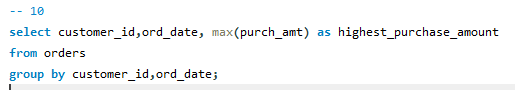 -- 10
select customer_id,ord_date, max(purch_amt) as highest_purchase_amount
from orders
group by customer_id,ord_date;